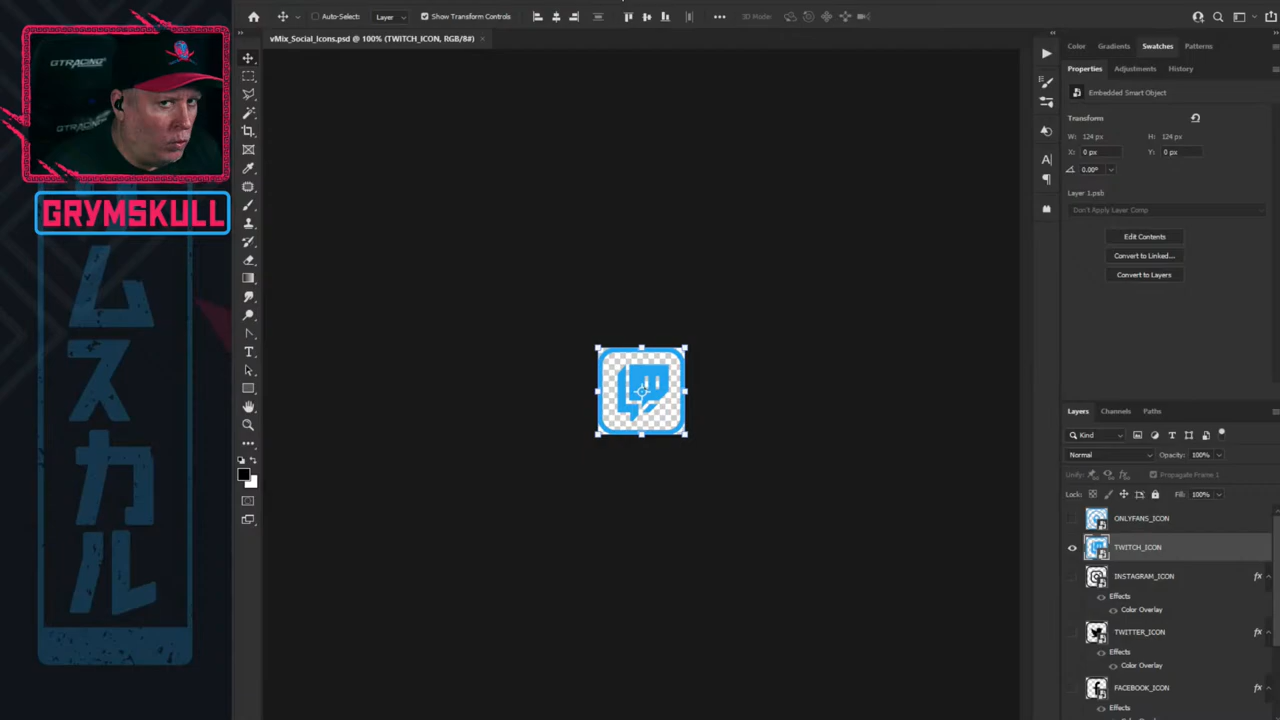 Auto-Select:
Layer
Show Transform Controls
3D Mode:
vMix_Social_Icons.psd @ 100% (TWITCH_ICON, RGB/8#)
GTRACING
GTRACING
GRYMSKULL
ムスカル
Color
Gradients
Swatches
Patterns
Properties
Adjustments
History
Embedded Smart Object
Transform
W: 124 px
H: 124 px
X: 0 px
Y: 0 px
0.00°
Layer 1.psb
Don't Apply Layer Comp
Edit Contents
Convert to Linked...
Convert to Layers
Layers
Channels
Paths
Kind
Normal
Opacity: 100%
Unify:
Propagate Frame 1
Lock:
Fill: 100%
ONLYFANS_ICON
TWITCH_ICON
INSTAGRAM_ICON
fx
Effects
Color Overlay
TWITTER_ICON
fx
Effects
Color Overlay
FACEBOOK_ICON
fx
Effects